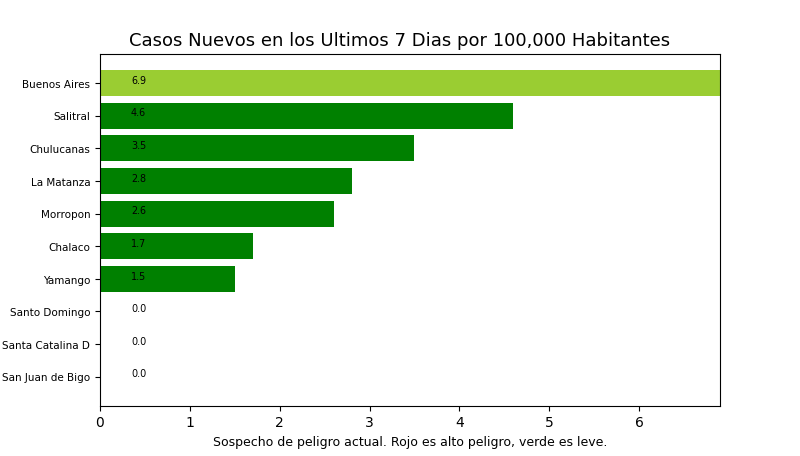 Casos Nuevos en los Ultimos 7 Dias por 100,000 Habitantes
Buenos Aires 6.9
Salitral 4.6
Chulucanas 3.5
La Matanza 2.8
Morropon 2.6
Chalaco 1.7
Yamango 1.5
Santo Domingo 0.0
Santa Catalina D 0.0
San Juan de Bigo 0.0
0 1 2 3 4 5 6
Sospecho de peligro actual. Rojo es alto peligro, verde es leve.